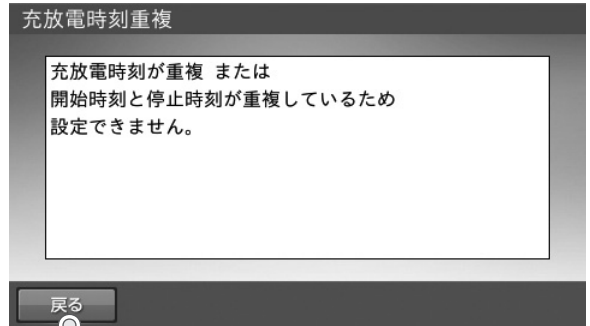 充放電時刻重複
充放電時刻が重複 または
開始時刻と停止時刻が重複しているため
設定できません。
戻る